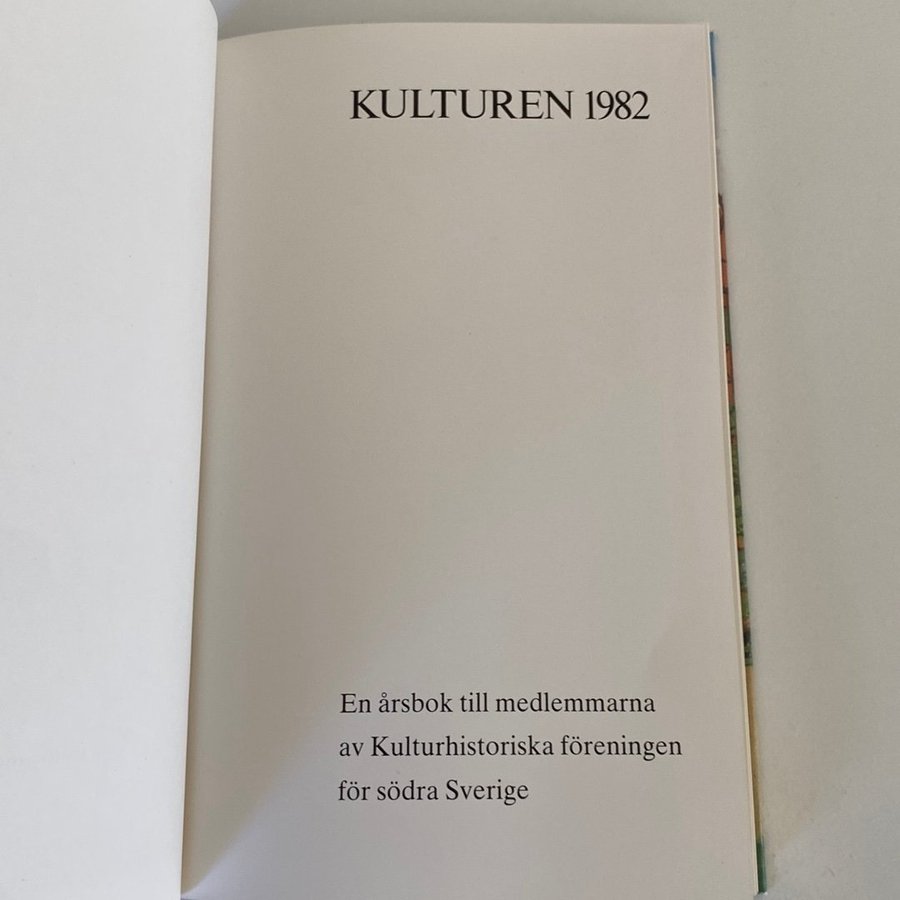 KULTUREN 1982
En årsbok till medlemmarna
av Kulturhistoriska föreningen
för södra Sverige